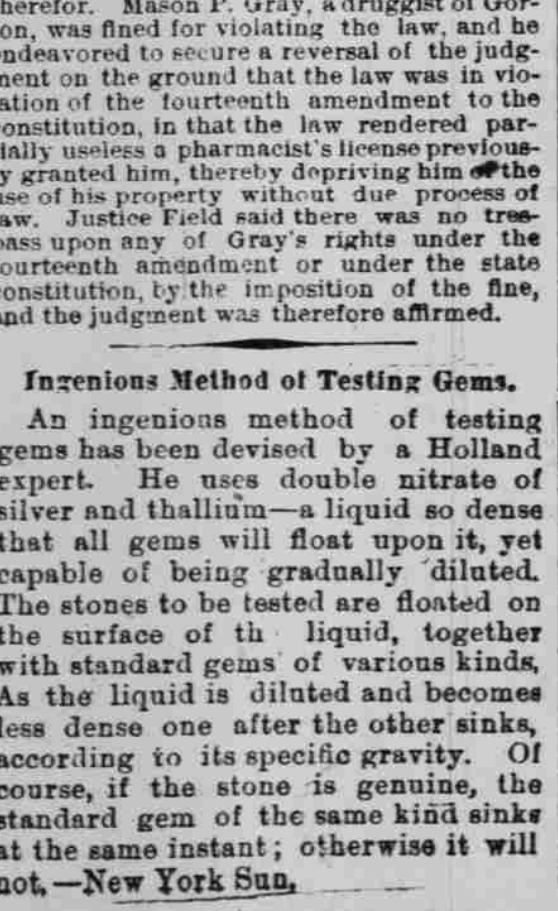 therefor. Mason P. Gray, a druggist of Gor-
on, was fined for violating the law, and he
endeavored to secure a reversal of the judg-
ment on the ground that the law was in vio-
ation of the fourteenth amendment to the
constitution, in that the law rendered par-
tially useless a pharmacist's license previous-
y granted him, thereby depriving him of the
use of his property without due process of
law. Justice Field said there was no tres-
pass upon any of Gray's rights under the
fourteenth amendment or under the state
constitution, by the imposition of the fine,
and the judgment was therefore affirmed.
Ingenious Method of Testing Gems.
An ingenious method of testing
gems has been devised by a Holland
expert. He uses double nitrate of
silver and thallium—a liquid so dense
that all gems will float upon it, yet
capable of being gradually diluted.
The stones to be tested are floated on
the surface of th liquid, together
with standard gems of various kinds,
As the liquid is diluted and becomes
less dense one after the other sinks,
according to its specific gravity. Of
course, if the stone is genuine, the
standard gem of the same kind sinks
at the same instant; otherwise it will
not.—New York Sun.